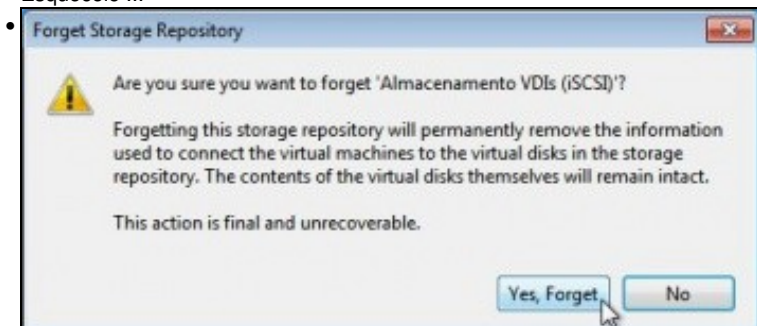 Forget Storage Repository
Are you sure you want to forget 'Almacenamento VDIs (iSCSI)'?
Forgetting this storage repository will permanently remove the information
used to connect the virtual machines to the virtual disks in the storage
repository. The contents of the virtual disks themselves will remain intact.
This action is final and unrecoverable.
Yes, Forget No